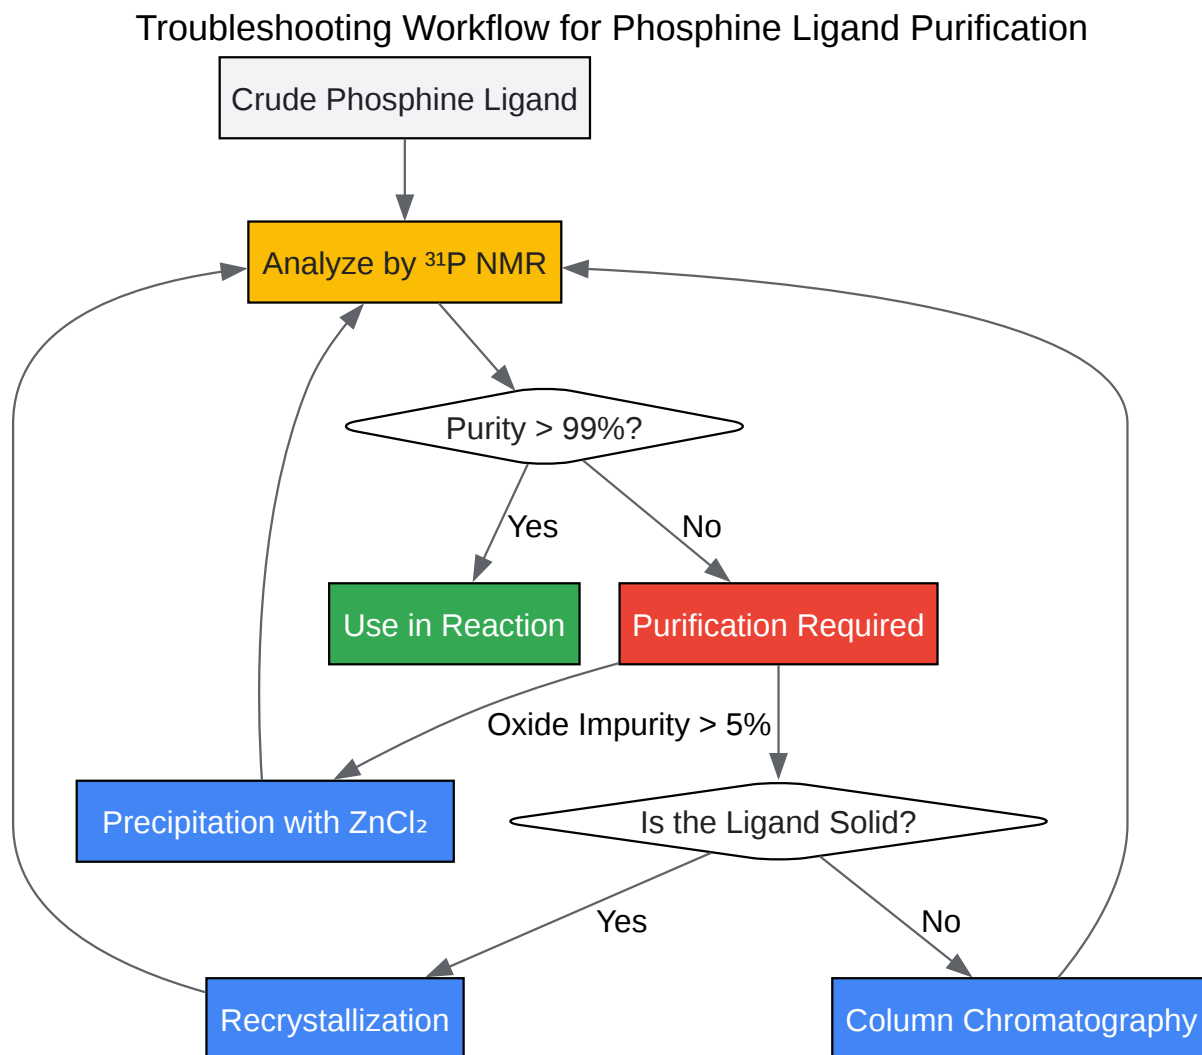 Troubleshooting Workflow for Phosphine Ligand Purification
Crude Phosphine Ligand
Analyze by ³¹P NMR
Purity > 99%?
Yes
No
Use in Reaction
Purification Required
Oxide Impurity > 5%
Precipitation with ZnCl₂
Is the Ligand Solid?
Yes
No
Recrystallization
Column Chromatography